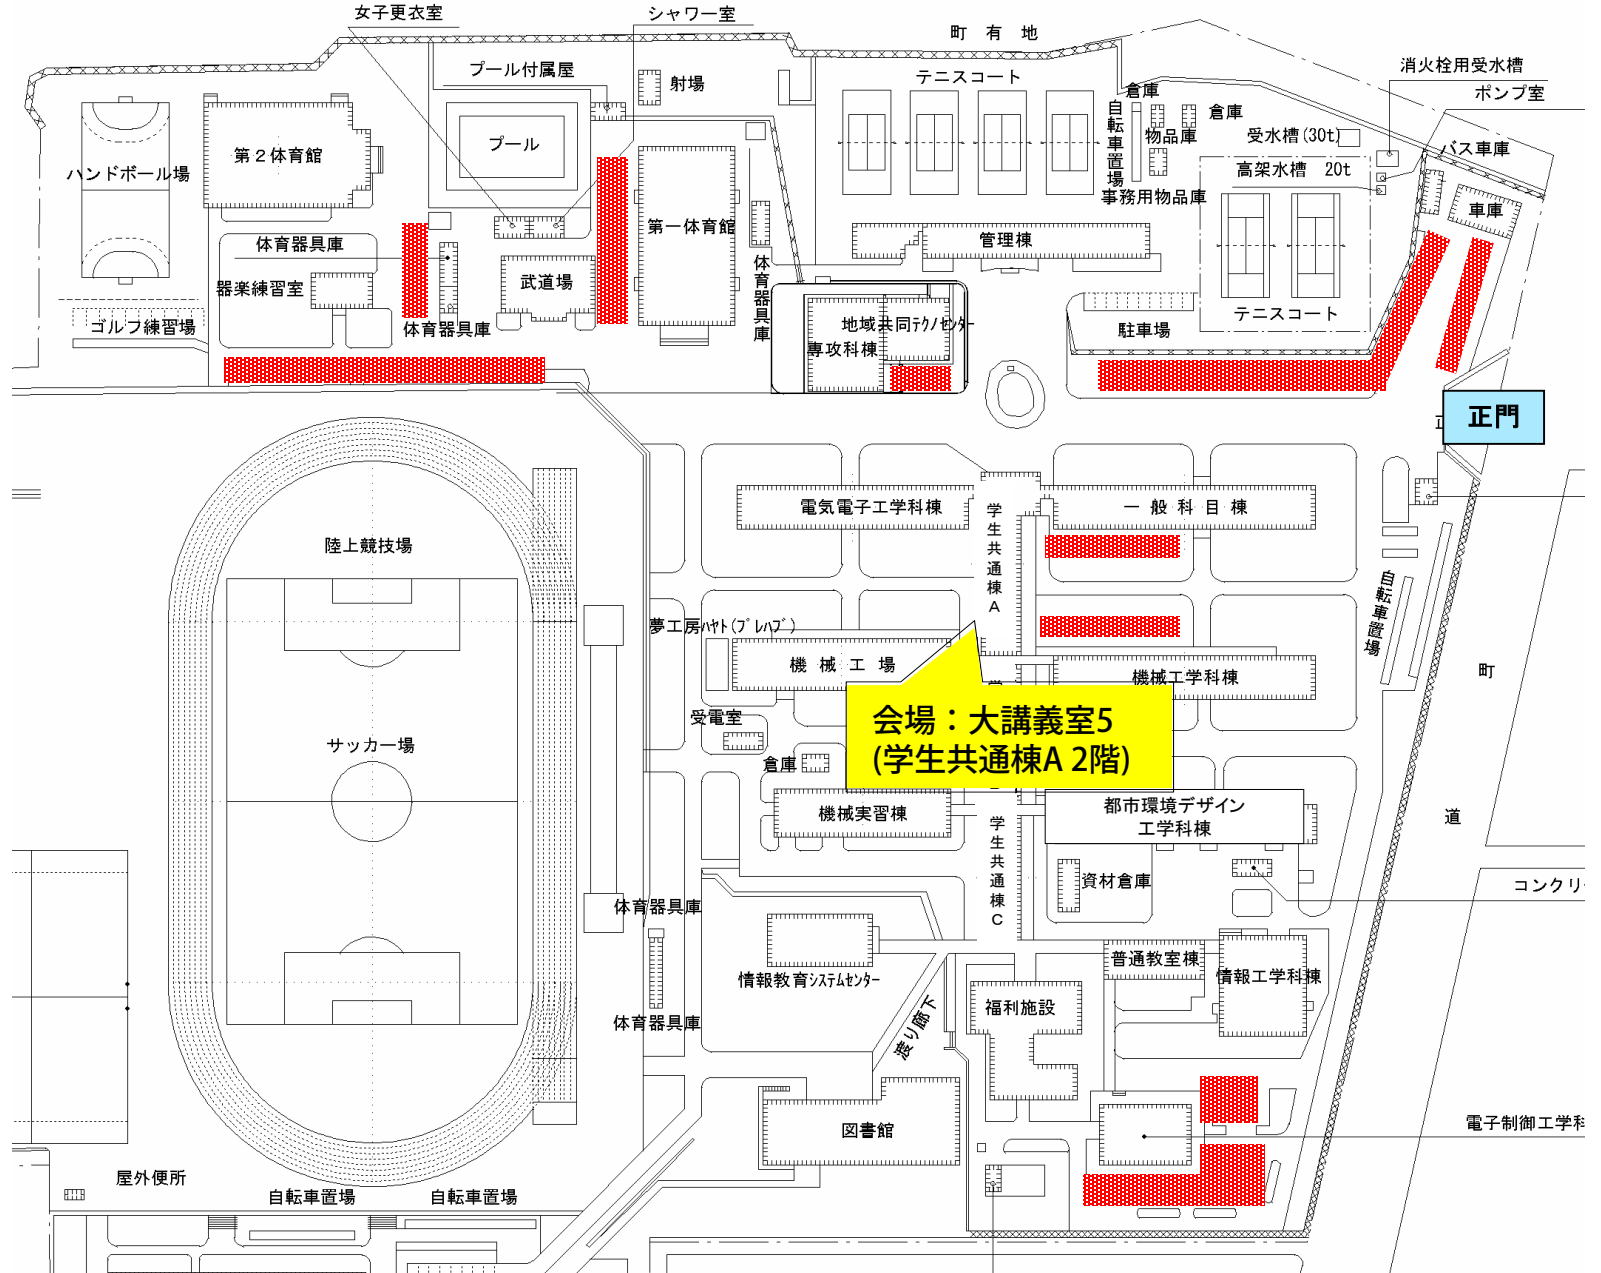 女子更衣室
シャワー室
町 有 地
プール付属屋
射場
テニスコート
消火栓用受水槽
ポンプ室
倉庫
倉庫
自転車置場
物品庫
受水槽(30t)
バス車庫
プール
第２体育館
ハンドボール場
高架水槽 20t
事務用物品庫
車庫
第一体育館
管理棟
体育器具庫
体育器具庫
武道場
器楽練習室
ゴルフ練習場
体育器具庫
地域共同テクノセンター
専攻科棟
駐車場
テニスコート
正門
電気電子工学科棟
学生共通棟A
一 般 科 目 棟
陸上競技場
自転車置場
夢工房ハヤト(プレハブ)
機 械 工 場
機械工学科棟
町
道
会場：大講義室5
(学生共通棟A 2階)
受電室
サッカー場
倉庫
機械実習棟
学生共通棟C
都市環境デザイン
工学科棟
資材倉庫
コンクリ
体育器具庫
情報教育システムセンター
普通教室棟
情報工学科棟
福利施設
渡り廊下
体育器具庫
図書館
電子制御工学科
屋外便所
自転車置場
自転車置場